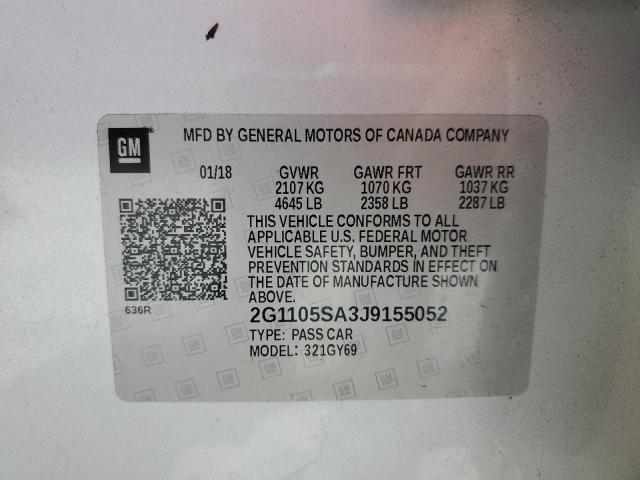 GM
MFD BY GENERAL MOTORS OF CANADA COMPANY
01/18 GVWR GAWR FRT GAWR RR
2107 KG 1070 KG 1037 KG
4645 LB 2358 LB 2287 LB
THIS VEHICLE CONFORMS TO ALL
APPLICABLE U.S. FEDERAL MOTOR
VEHICLE SAFETY, BUMPER, AND THEFT
PREVENTION STANDARDS IN EFFECT ON
THE DATE OF MANUFACTURE SHOWN
ABOVE.
636R
2G1105SA3J9155052
TYPE: PASS CAR
MODEL: 321GY69